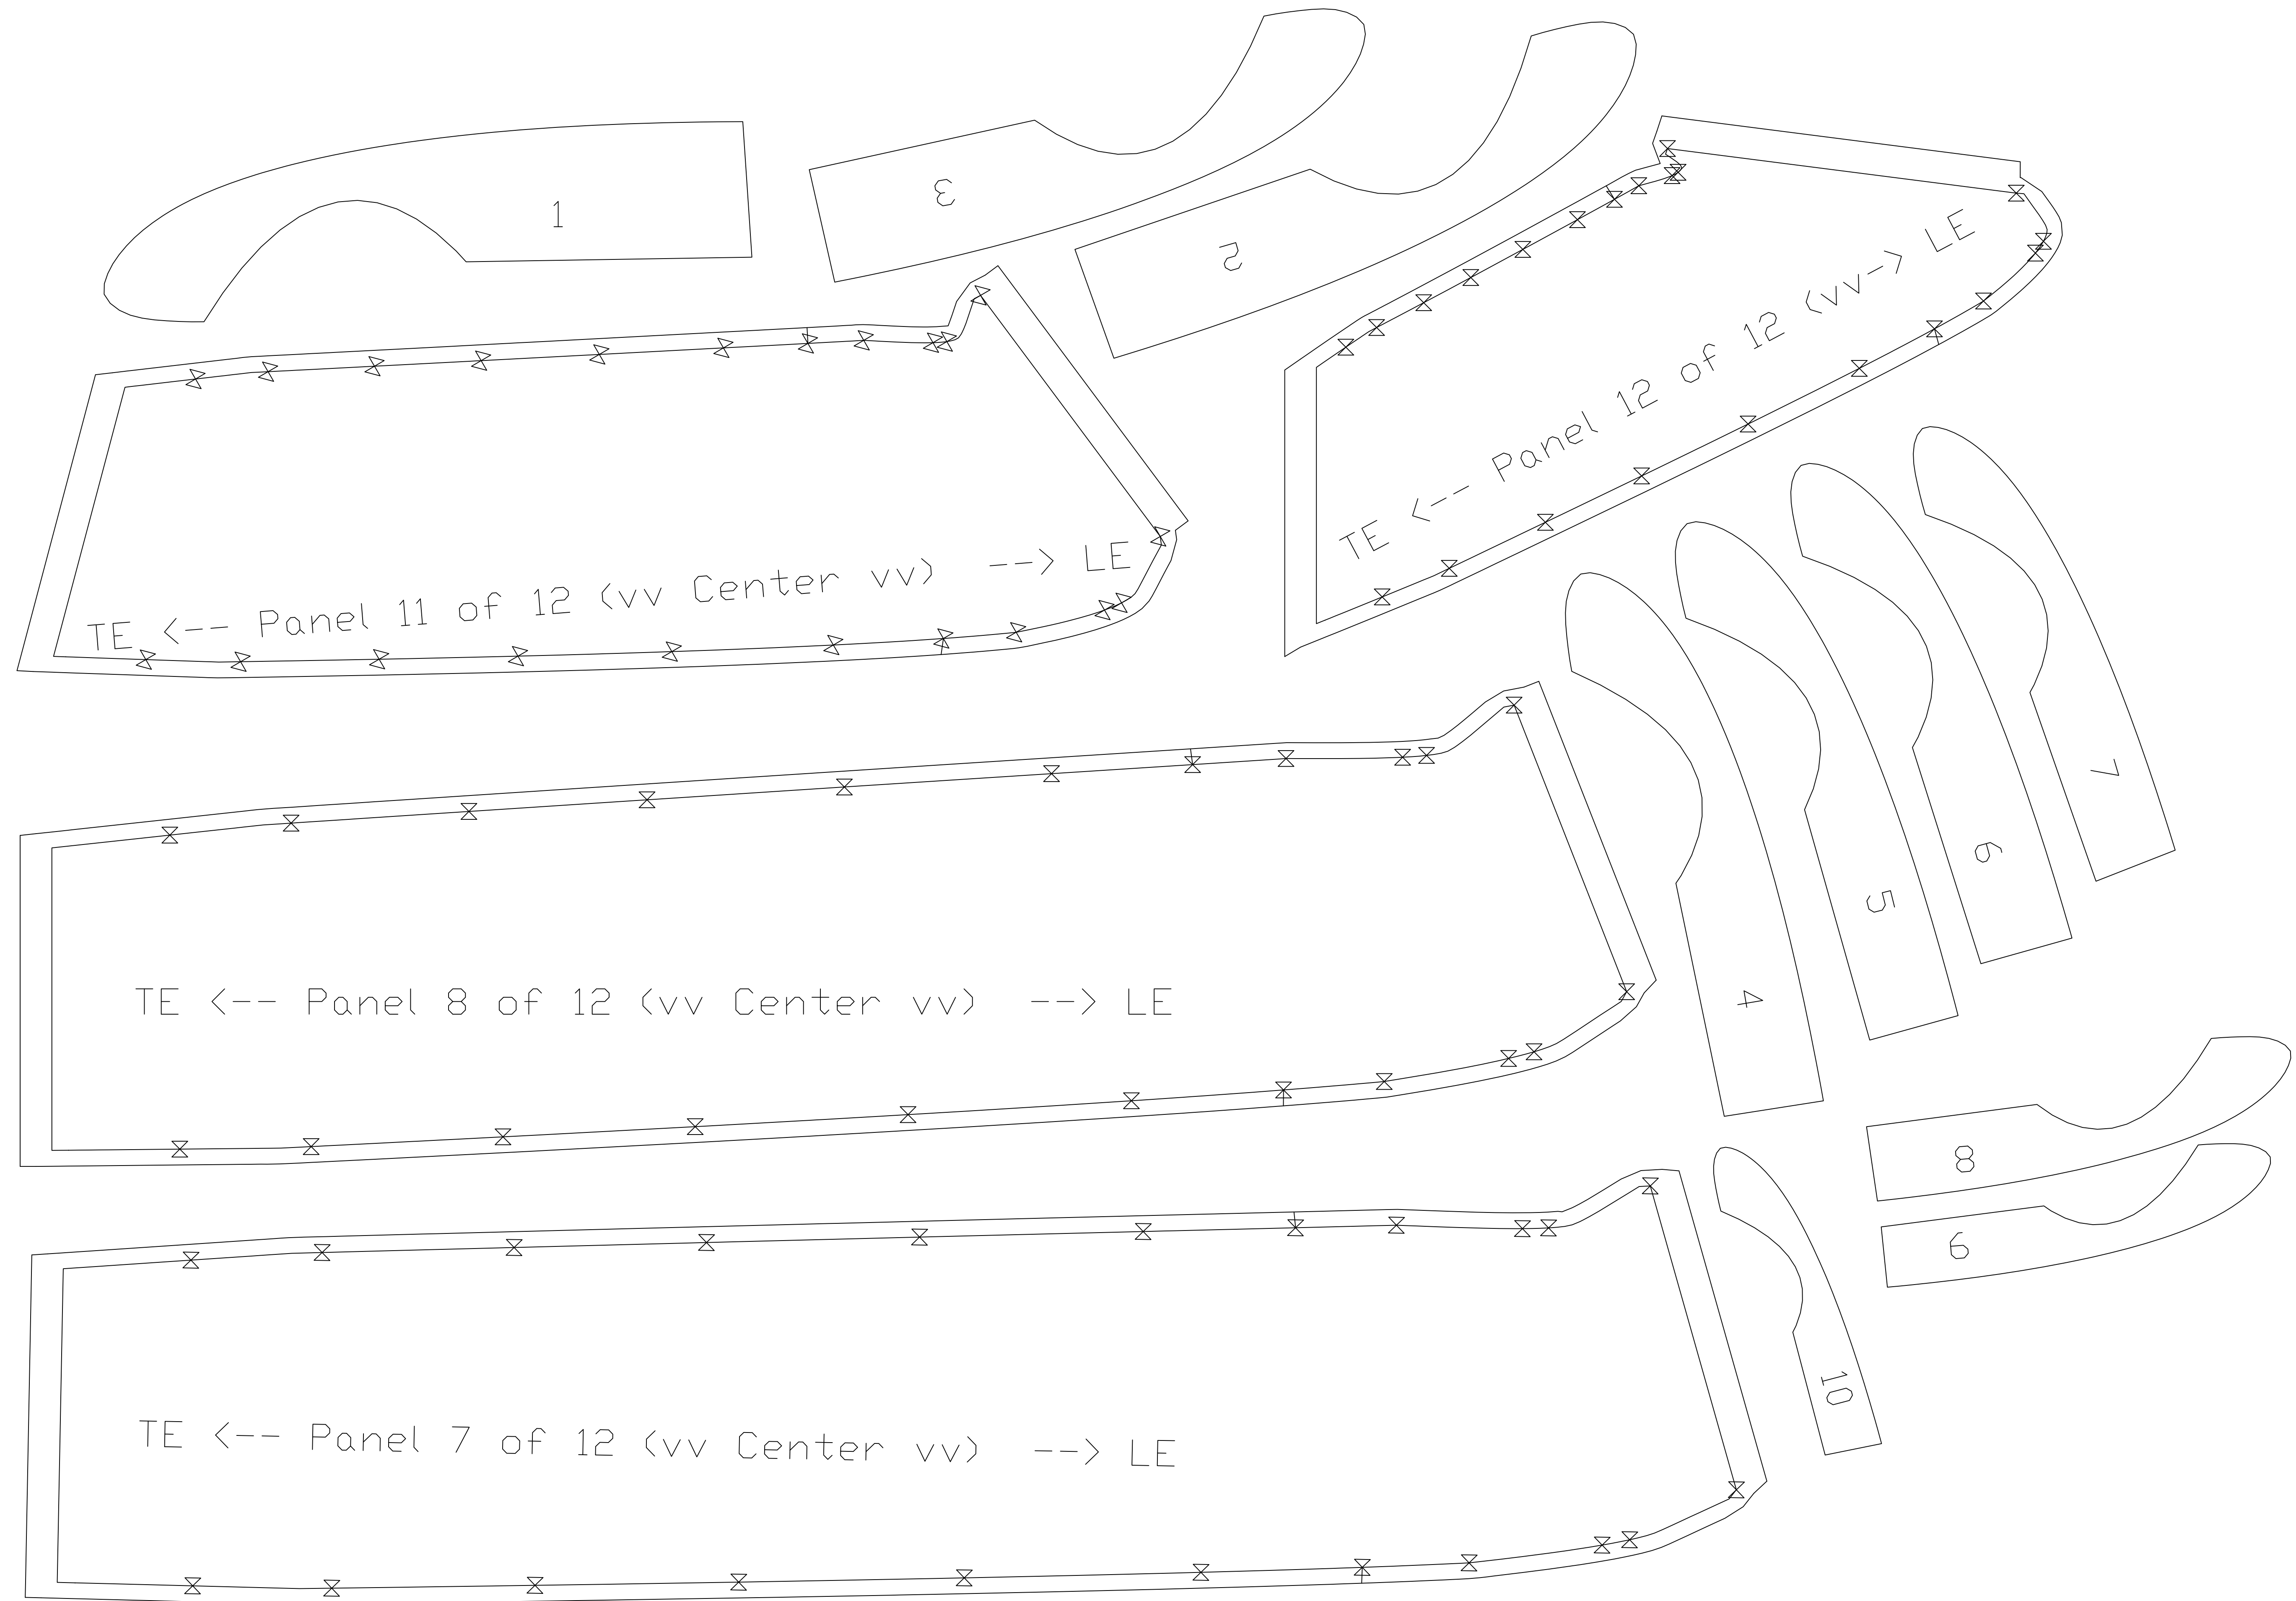 1
3
2
TE <-- Panel 12 of 12 (vv--> LE
TE <-- Panel 11 of 12 (vv Center vv) --> LE
7
6
5
4
TE <-- Panel 8 of 12 (vv Center vv) --> LE
8
9
10
TE <-- Panel 7 of 12 (vv Center vv) --> LE